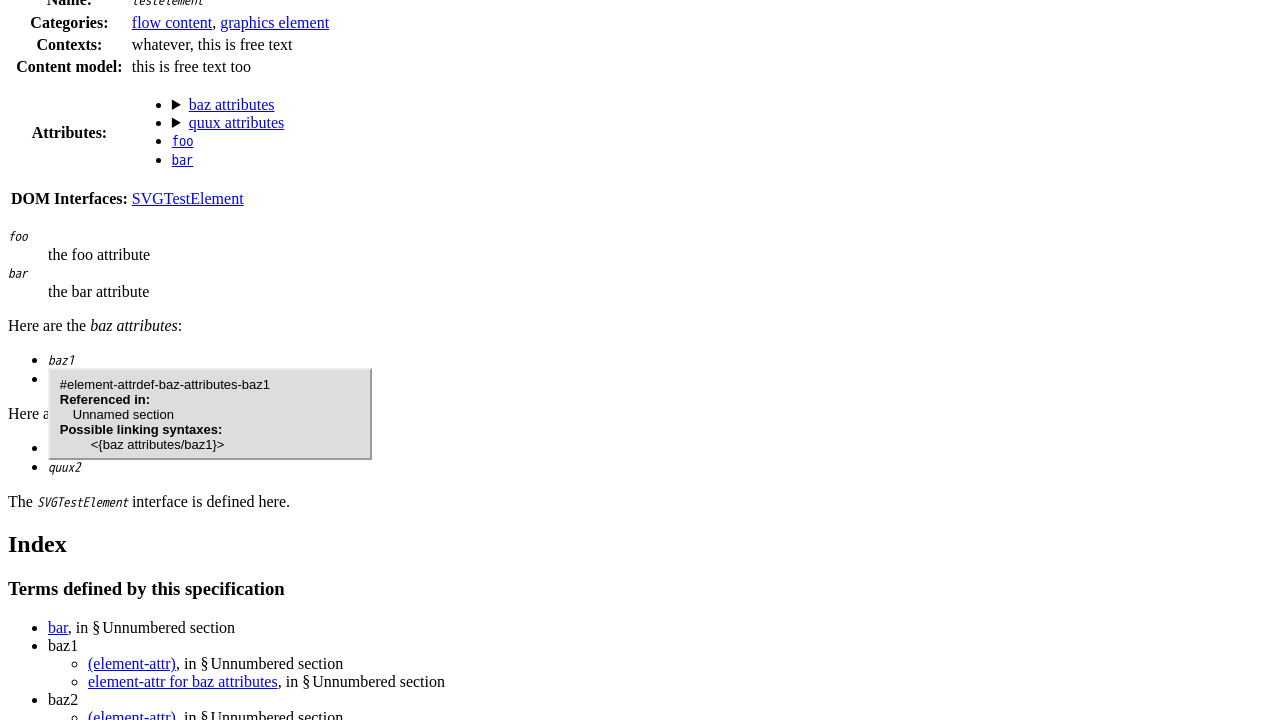 Name: testelement
Categories: flow content, graphics element
Contexts: whatever, this is free text
Content model: this is free text too
Attributes:
baz attributes
quux attributes
foo
bar
DOM Interfaces: SVGTestElement
foo
the foo attribute
bar
the bar attribute
Here are the baz attributes:
baz1
#element-attrdef-baz-attributes-baz1
Referenced in:
Unnamed section
Possible linking syntaxes:
<{baz attributes/baz1}>
Here a
quux2
The SVGTestElement interface is defined here.
Index
Terms defined by this specification
bar, in § Unnumbered section
baz1
(element-attr), in § Unnumbered section
element-attr for baz attributes, in § Unnumbered section
baz2
(element-attr), in § Unnumbered section